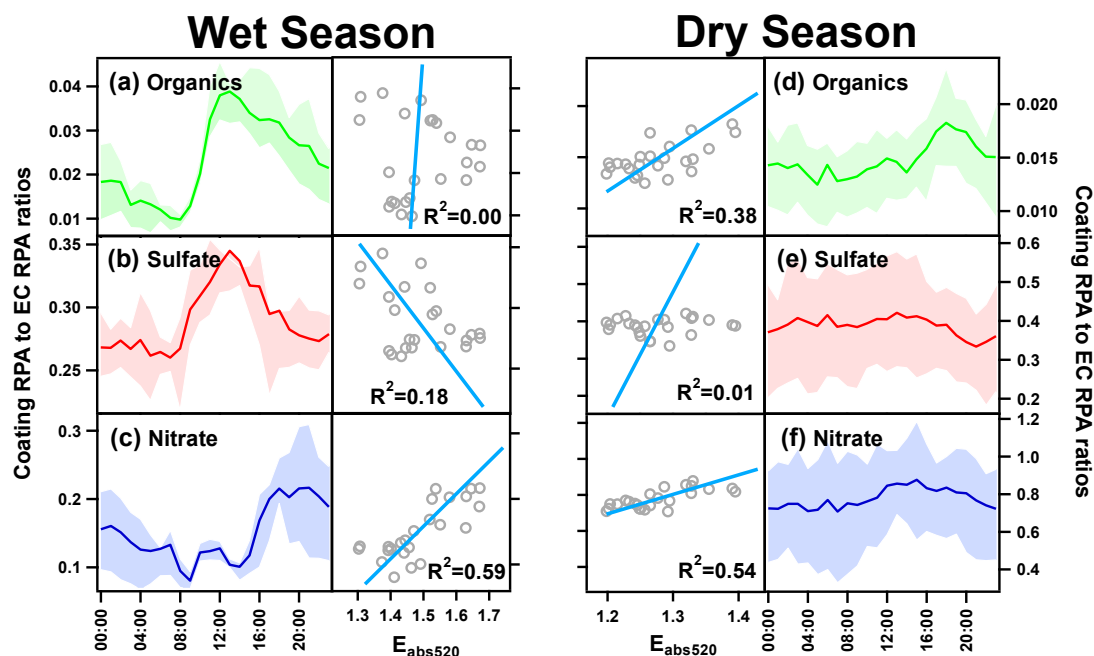 Wet Season
Dry Season
Coating RPA to EC RPA ratios
(a) Organics
0.04
0.03
0.02
0.01
R²=0.00
(b) Sulfate
0.35
0.30
0.25
R²=0.18
(c) Nitrate
0.3
0.2
0.1
R²=0.59
00:00
04:00
08:00
12:00
16:00
20:00
1.3 1.4 1.5 1.6 1.7
E_abs520
R²=0.38
(d) Organics
0.020
0.015
0.010
R²=0.01
(e) Sulfate
0.6
0.5
0.4
0.3
0.2
R²=0.54
(f) Nitrate
1.2
1.0
0.8
0.6
0.4
1.2 1.3 1.4
E_abs520
00:00
04:00
08:00
12:00
16:00
20:00
Coating RPA to EC RPA ratios